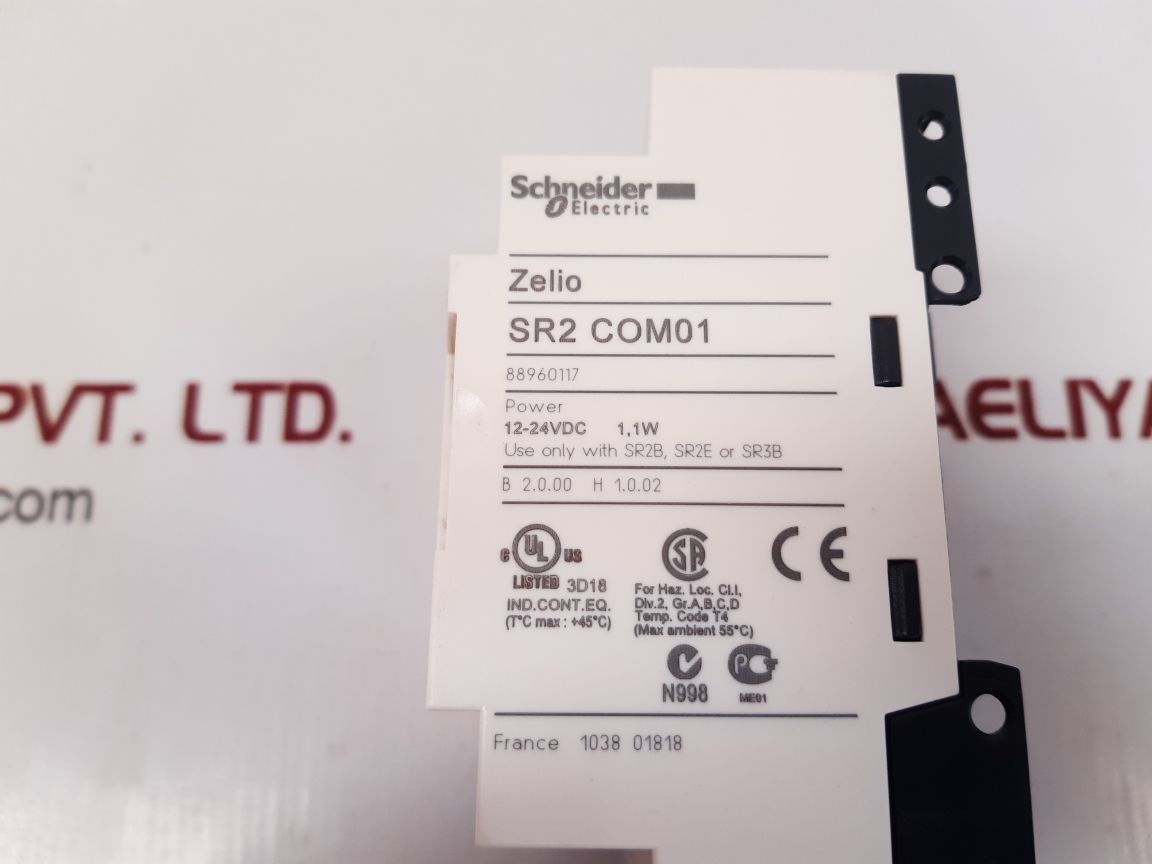 Schneider
Electric
Zelio
SR2 COM01
88960117
Power
12-24VDC 1,1W
Use only with SR2B, SR2E or SR3B
B 2.0.00 H 1.0.02
c UL us
LISTED 3D18
IND.CONT.EQ.
(T°C max : +45°C)
SA
For Haz. Loc. Cl.I,
Div.2, Gr.A,B,C,D
Temp. Code T4
(Max ambient 55°C)
CE
N998
ME01
France 1038 01818
PVT. LTD.
.com
AELIYA